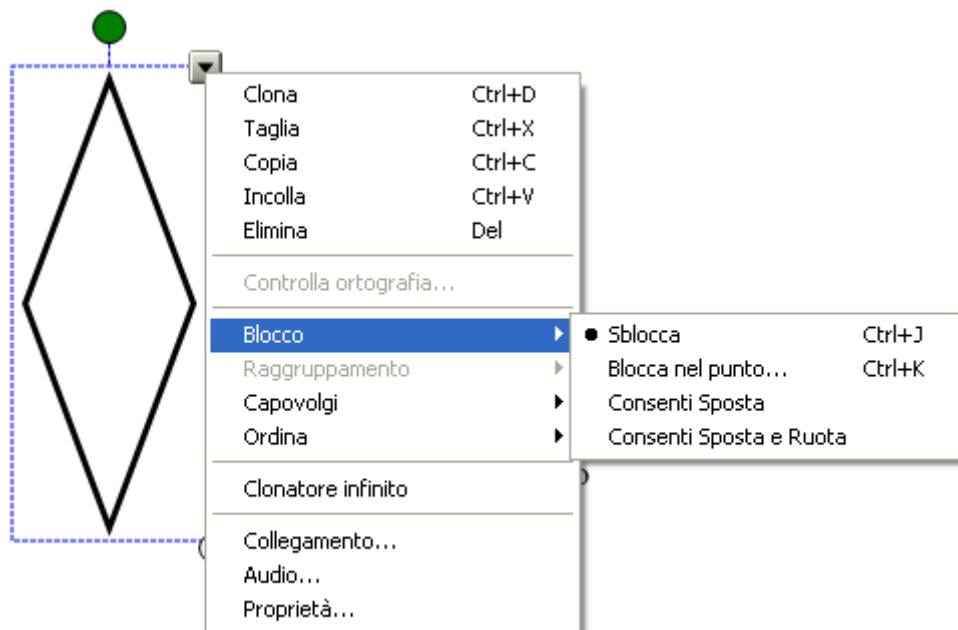 Clona Ctrl+D
Taglia Ctrl+X
Copia Ctrl+C
Incolla Ctrl+V
Elimina Del
Controlla ortografia...
Blocco
Raggruppamento
Capovolgi
Ordina
Clonatore infinito
Collegamento...
Audio...
Proprietà...
Sblocca Ctrl+J
Blocca nel punto... Ctrl+K
Consenti Sposta
Consenti Sposta e Ruota